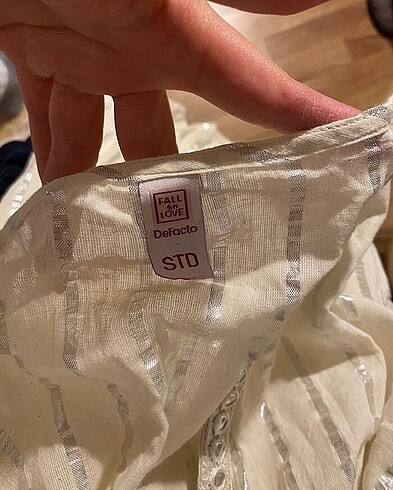 FALL
in
LOVE
DeFacto
STD